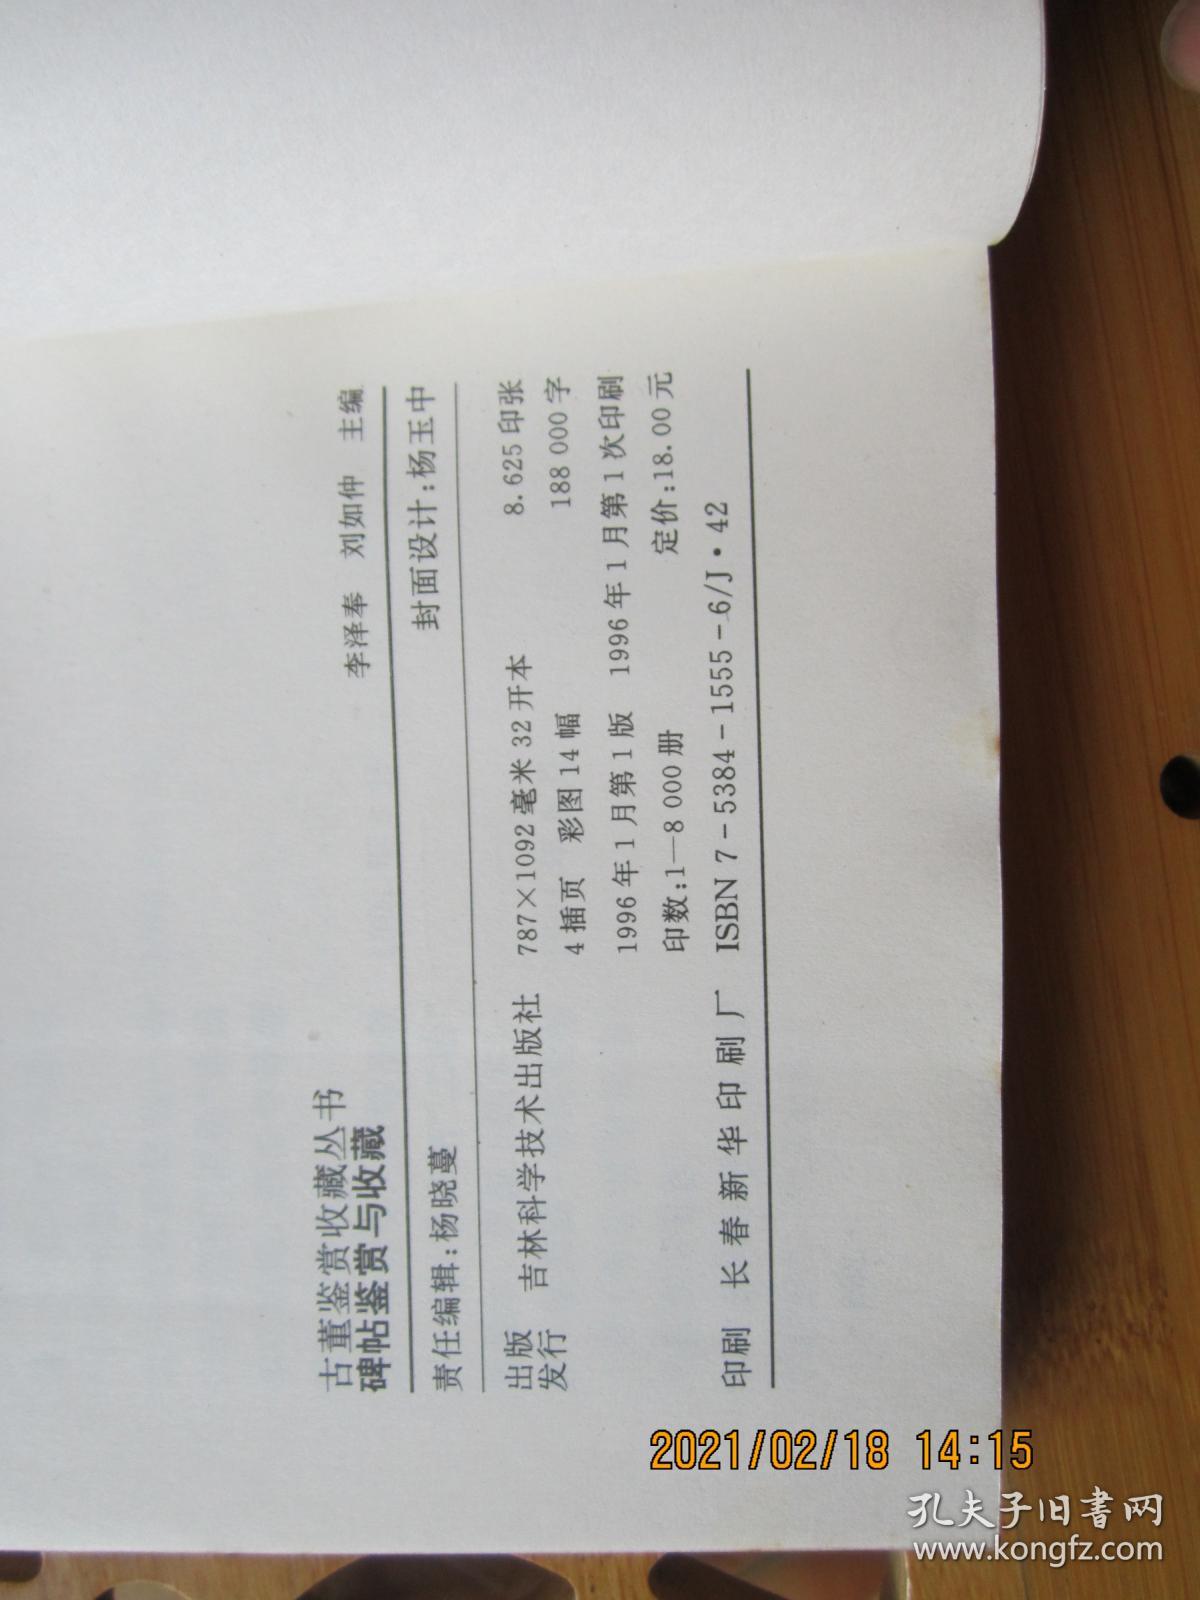 古董鉴赏收藏丛书
碑帖鉴赏与收藏
李泽奉 刘如仲 主编
责任编辑:杨晓蔓 封面设计:杨玉中
出版
发行 吉林科学技术出版社
787×1092毫米32开本 8.625印张
4插页 彩图14幅 188 000字
1996年1月第1版 1996年1月第1次印刷
印数:1—8 000册 定价:18.00元
印刷 长春新华印刷厂 ISBN 7-5384-1555-6/J·42
2021/02/18 14:15
孔夫子旧书网
www.kongfz.com